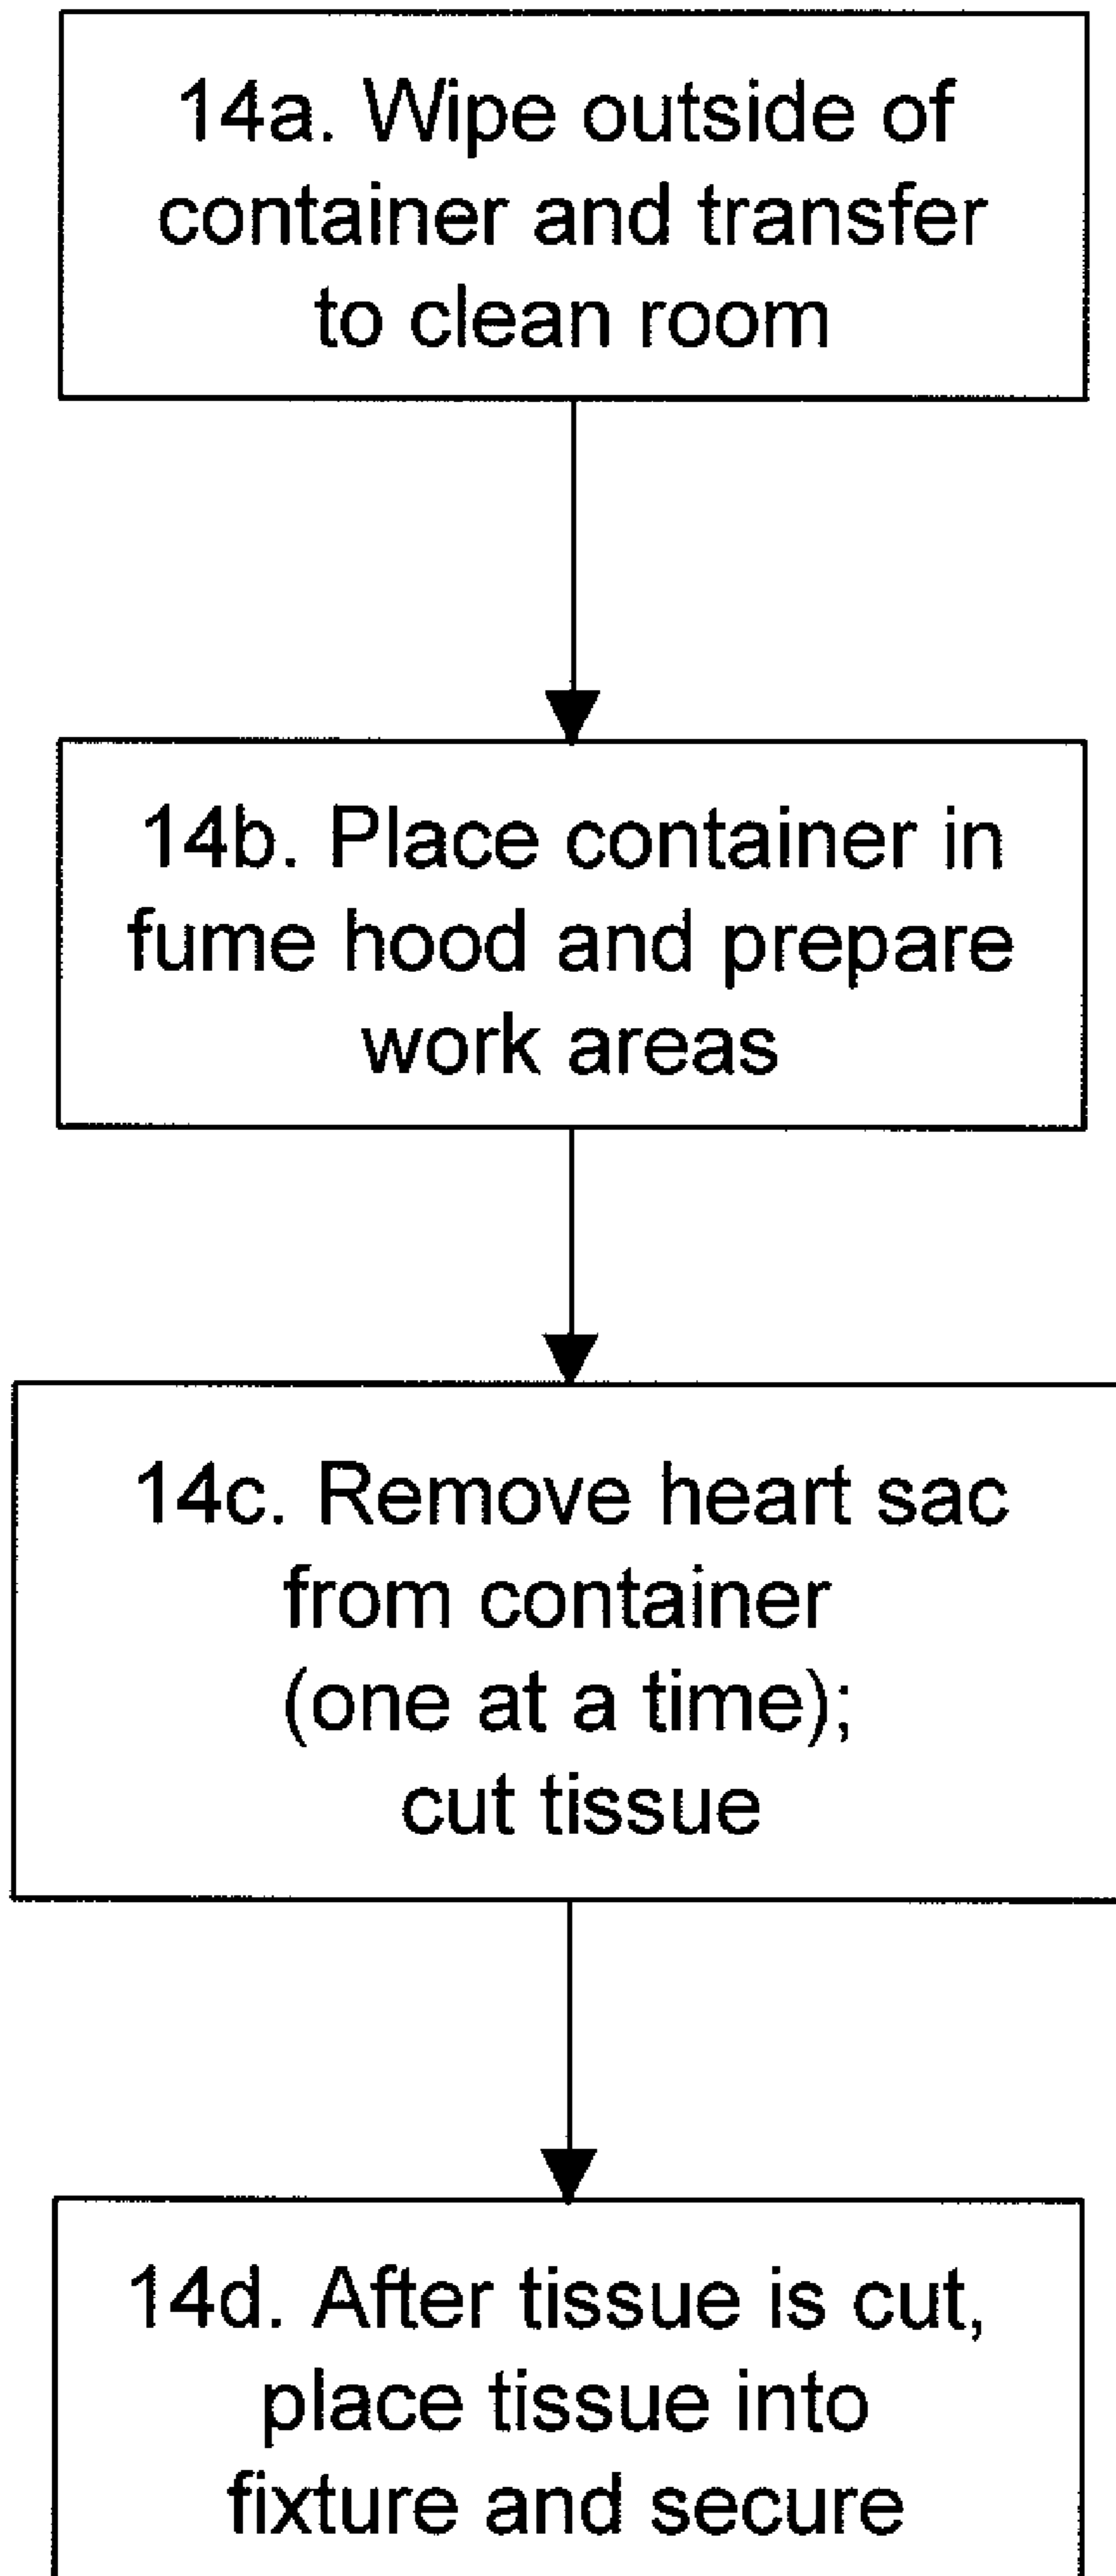 14a. Wipe outside of
container and transfer
to clean room
14b. Place container in
fume hood and prepare
work areas
14c. Remove heart sac
from container
(one at a time);
cut tissue
14d. After tissue is cut,
place tissue into
fixture and secure